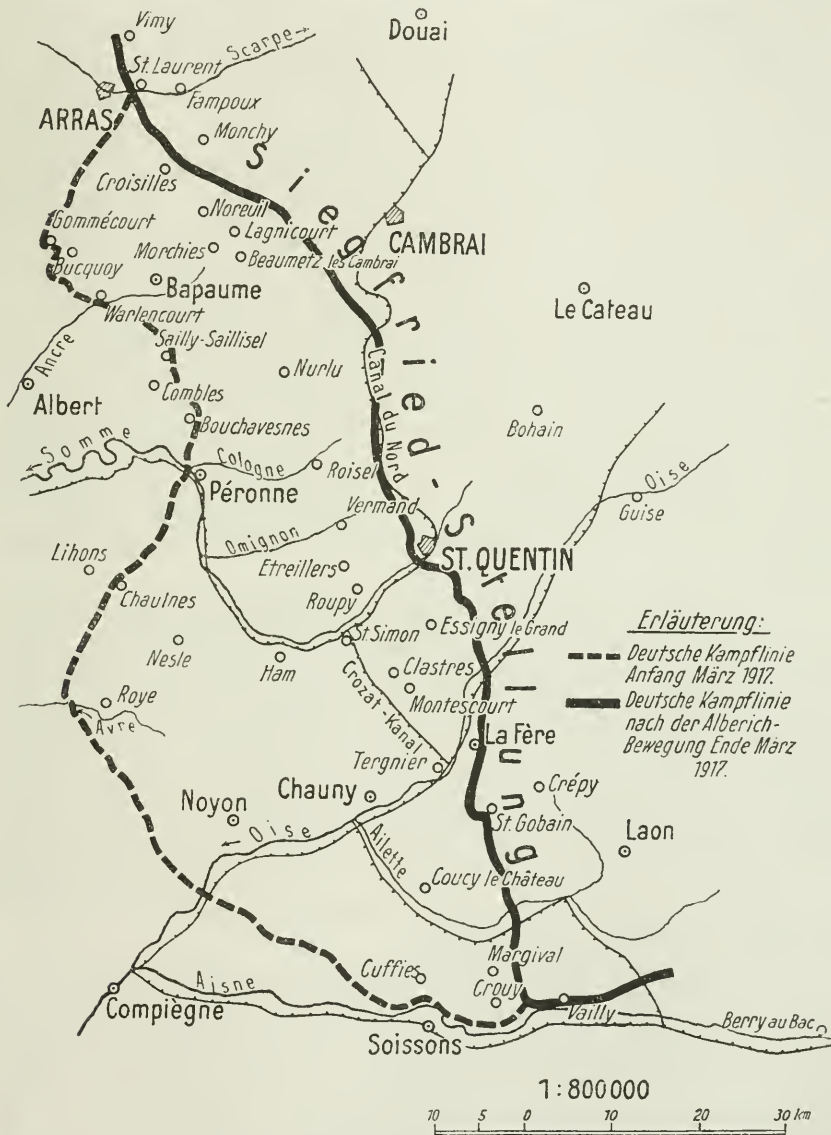 Vimy
Douai
Scarpe
St. Laurent
Fampoux
ARRAS
Monchy
Croisilles
Siegfried-Stellung
Noreuil
Gommécourt
Lagnicourt
CAMBRAI
Morchies
Beaumetz les Cambrai
Bucquoy
Bapaume
Le Cateau
Warlencourt
Sailly-Saillisel
Ancre
Nurlu
Canal du Nord
Albert
Combles
Bohain
Bouchavesnes
Somme
Cologne
Roisel
Oise
Péronne
Vermand
Guise
Omignon
Lihons
Etreillers
ST. QUENTIN
Chaulnes
Roupy
St. Simon
Essigny le Grand
Nesle
Ham
Clastres
Crozat-Kanal
Montescourt
Roye
Avre
La Fère
Tergnier
Crépy
Chauny
Noyon
Oise
St. Gobain
Laon
Ailette
Coucy le Château
Margival
Cuffies
Aisne
Crouy
Compiègne
Vailly
Soissons
Berry au Bac
Erläuterung:
Deutsche Kampflinie
Anfang März 1917.
Deutsche Kampflinie
nach der Alberich-
Bewegung Ende März
1917.
1:800000
10 5 0 10 20 30 km